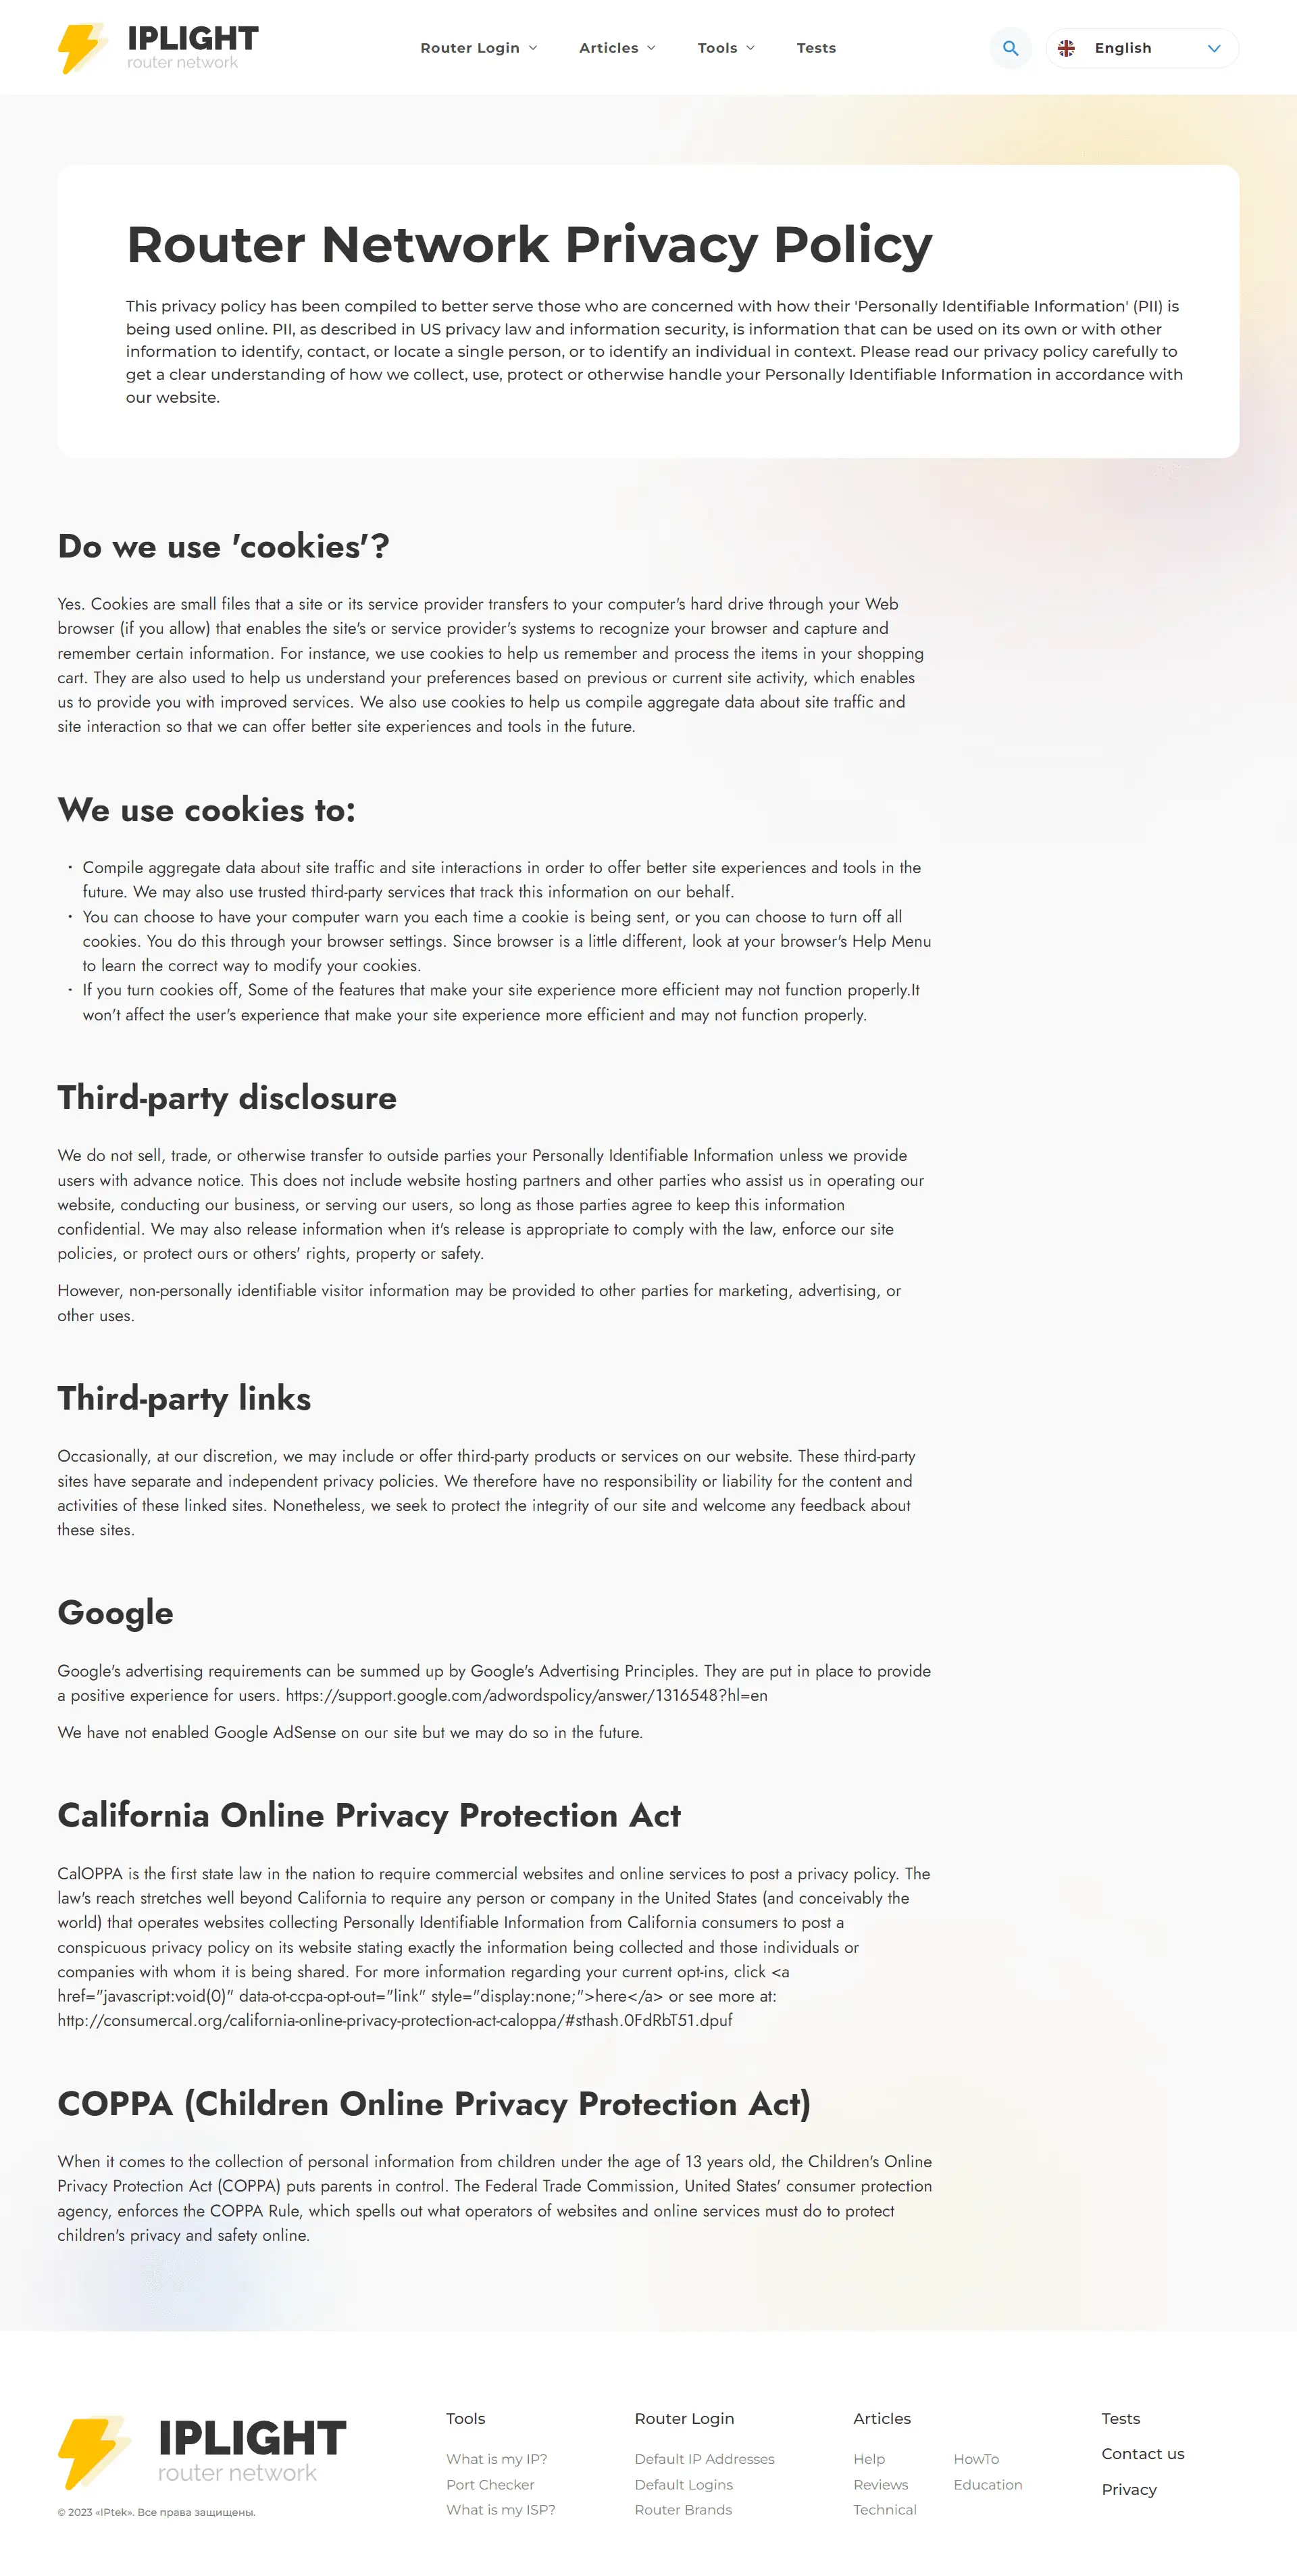 IPLIGHT
router network
Router Login
Articles
Tools
Tests
English
Router Network Privacy Policy
This privacy policy has been compiled to better serve those who are concerned with how their 'Personally Identifiable Information' (PII) is
being used online. PII, as described in US privacy law and information security, is information that can be used on its own or with other
information to identify, contact, or locate a single person, or to identify an individual in context. Please read our privacy policy carefully to
get a clear understanding of how we collect, use, protect or otherwise handle your Personally Identifiable Information in accordance with
our website.
Do we use 'cookies'?
Yes. Cookies are small files that a site or its service provider transfers to your computer's hard drive through your Web
browser (if you allow) that enables the site's or service provider's systems to recognize your browser and capture and
remember certain information. For instance, we use cookies to help us remember and process the items in your shopping
cart. They are also used to help us understand your preferences based on previous or current site activity, which enables
us to provide you with improved services. We also use cookies to help us compile aggregate data about site traffic and
site interaction so that we can offer better site experiences and tools in the future.
We use cookies to:
• Compile aggregate data about site traffic and site interactions in order to offer better site experiences and tools in the
future. We may also use trusted third-party services that track this information on our behalf.
• You can choose to have your computer warn you each time a cookie is being sent, or you can choose to turn off all
cookies. You do this through your browser settings. Since browser is a little different, look at your browser's Help Menu
to learn the correct way to modify your cookies.
• If you turn cookies off, Some of the features that make your site experience more efficient may not function properly.It
won't affect the user's experience that make your site experience more efficient and may not function properly.
Third-party disclosure
We do not sell, trade, or otherwise transfer to outside parties your Personally Identifiable Information unless we provide
users with advance notice. This does not include website hosting partners and other parties who assist us in operating our
website, conducting our business, or serving our users, so long as those parties agree to keep this information
confidential. We may also release information when it's release is appropriate to comply with the law, enforce our site
policies, or protect ours or others' rights, property or safety.
However, non-personally identifiable visitor information may be provided to other parties for marketing, advertising, or
other uses.
Third-party links
Occasionally, at our discretion, we may include or offer third-party products or services on our website. These third-party
sites have separate and independent privacy policies. We therefore have no responsibility or liability for the content and
activities of these linked sites. Nonetheless, we seek to protect the integrity of our site and welcome any feedback about
these sites.
Google
Google's advertising requirements can be summed up by Google's Advertising Principles. They are put in place to provide
a positive experience for users. https://support.google.com/adwordspolicy/answer/1316548?hl=en
We have not enabled Google AdSense on our site but we may do so in the future.
California Online Privacy Protection Act
CalOPPA is the first state law in the nation to require commercial websites and online services to post a privacy policy. The
law's reach stretches well beyond California to require any person or company in the United States (and conceivably the
world) that operates websites collecting Personally Identifiable Information from California consumers to post a
conspicuous privacy policy on its website stating exactly the information being collected and those individuals or
companies with whom it is being shared. For more information regarding your current opt-ins, click <a
href="javascript:void(0)" data-ot-ccpa-opt-out="link" style="display:none;">here</a> or see more at:
http://consumercal.org/california-online-privacy-protection-act-caloppa/#sthash.0FdRbT51.dpuf
COPPA (Children Online Privacy Protection Act)
When it comes to the collection of personal information from children under the age of 13 years old, the Children's Online
Privacy Protection Act (COPPA) puts parents in control. The Federal Trade Commission, United States' consumer protection
agency, enforces the COPPA Rule, which spells out what operators of websites and online services must do to protect
children's privacy and safety online.
IPLIGHT
router network
© 2023 «IPtek». Все права защищены.
Tools
What is my IP?
Port Checker
What is my ISP?
Router Login
Default IP Addresses
Default Logins
Router Brands
Articles
Help
Reviews
Technical
HowTo
Education
Tests
Contact us
Privacy